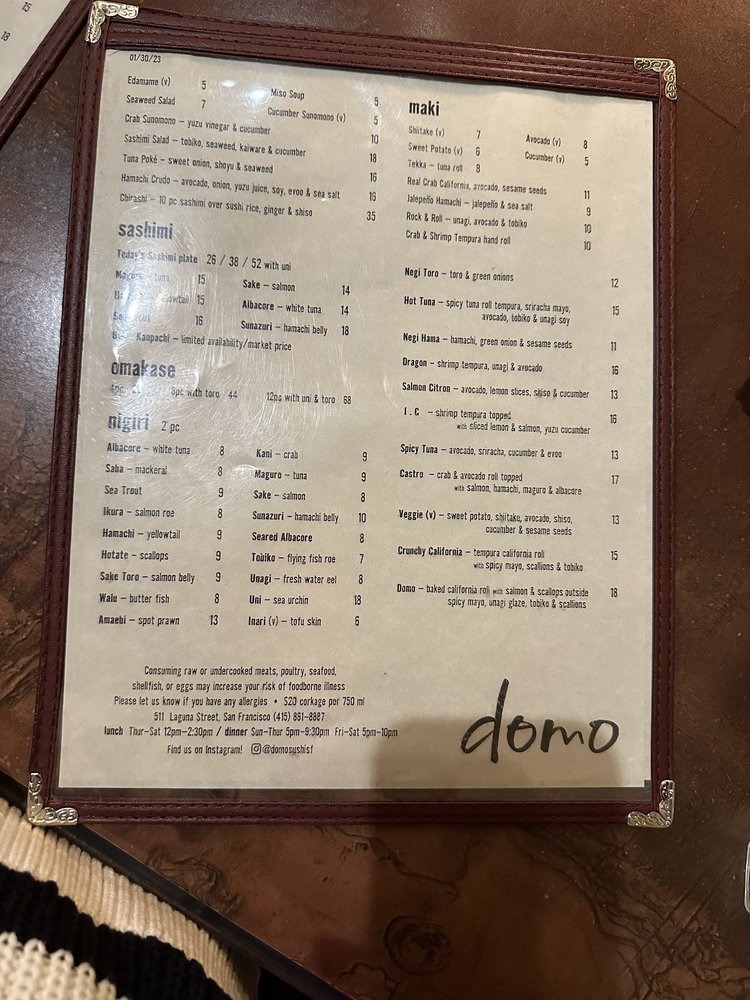 15
18
01/30/23
Edamame (v) 5
Miso Soup 5
Seaweed Salad 7
Cucumber Sunomono (v) 5
Crab Sunomono – yuzu vinegar & cucumber 10
Sashimi Salad – tobiko, seaweed, kaiware & cucumber 18
Tuna Poké – sweet onion, shoyu & seaweed 16
Hamachi Crudo – avocado, onion, yuzu juice, soy, evoo & sea salt 16
Chirashi – 10 pc sashimi over sushi rice, ginger & shiso 35
sashimi
Today's Sashimi plate 26 / 38 / 52 with uni
Maguro – tuna 15
Sake – salmon 14
15
Albacore – white tuna 14
16
Sunazuri – hamachi belly 18
Kanpachi – limited availability/market price
omakase
8pc with toro 44
12pc with uni & toro 68
nigiri 2 pc
Albacore – white tuna 8
Saba – mackeral 8
Sea Trout 9
Ikura – salmon roe 8
Hamachi – yellowtail 9
Hotate – scallops 9
Sake Toro – salmon belly 9
Walu – butter fish 8
Amaebi – spot prawn 13
Kani – crab 9
Maguro – tuna 9
Sake – salmon 8
Sunazuri – hamachi belly 10
Seared Albacore 8
Tobiko – flying fish roe 7
Unagi – fresh water eel 8
Uni – sea urchin 18
Inari (v) – tofu skin 6
maki
Shiitake (v) 7
Avocado (v) 8
Sweet Potato (v) 6
Cucumber (v) 5
Tekka – tuna roll 8
Real Crab California, avocado, sesame seeds 11
Jalepeño Hamachi – jalepeño & sea salt 9
Rock & Roll – unagi, avocado & tobiko 10
Crab & Shrimp Tempura hand roll 10
Negi Toro – toro & green onions 12
Hot Tuna – spicy tuna roll tempura, sriracha mayo, 15
avocado, tobiko & unagi soy
Negi Hama – hamachi, green onion & sesame seeds 11
Dragon – shrimp tempura, unagi & avocado 16
Salmon Citron – avocado, lemon slices, shiso & cucumber 13
I . C – shrimp tempura topped 16
with sliced lemon & salmon, yuzu cucumber
Spicy Tuna – avocado, sriracha, cucumber & evoo 13
Castro – crab & avocado roll topped 17
with salmon, hamachi, maguro & albacore
Veggie (v) – sweet potato, shiitake, avocado, shiso, 13
cucumber & sesame seeds
Crunchy California – tempura california roll 15
with spicy mayo, scallions & tobiko
Domo – baked california roll with salmon & scallops outside 18
spicy mayo, unagi glaze, tobiko & scallions
Consuming raw or undercooked meats, poultry, seafood,
shellfish, or eggs may increase your risk of foodborne illness
Please let us know if you have any allergies • $20 corkage per 750 ml
511 Laguna Street, San Francisco (415) 861-8887
lunch Thur–Sat 12pm–2:30pm / dinner Sun–Thur 5pm–9:30pm Fri–Sat 5pm–10pm
Find us on Instagram! @domosushisf
domo